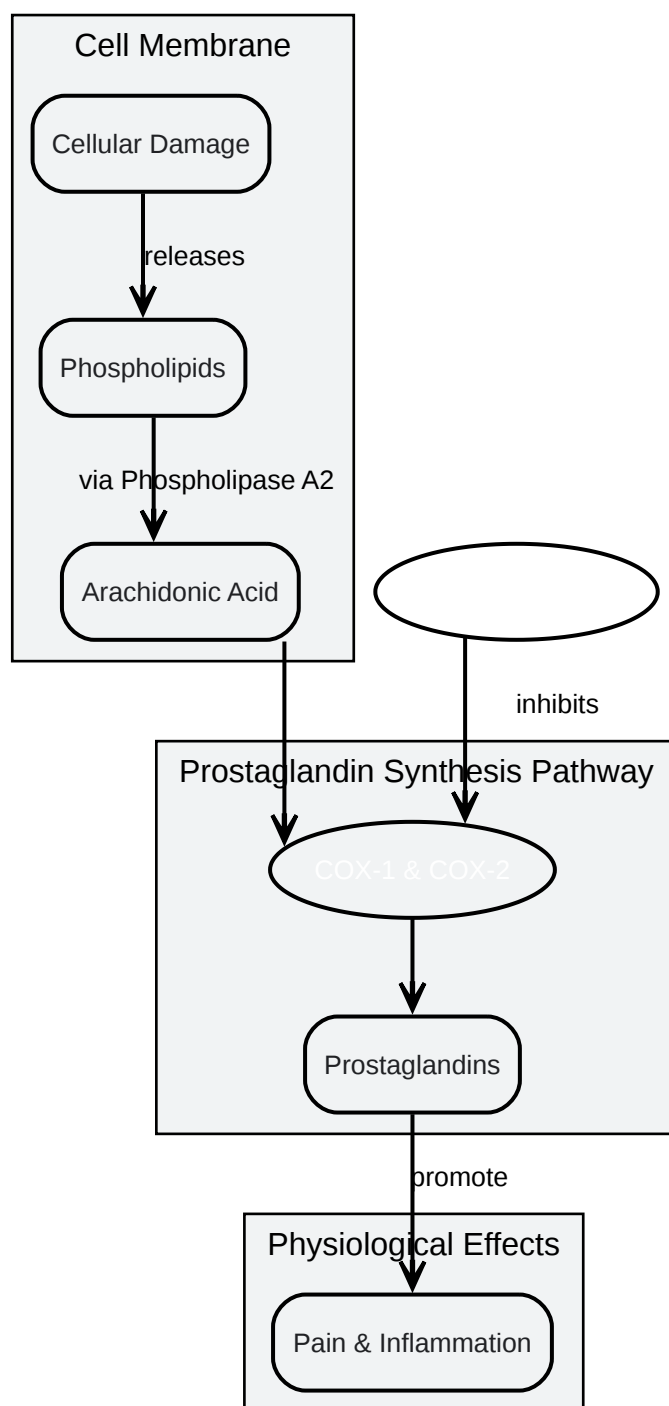 Cell Membrane
Cellular Damage
releases
Phospholipids
via Phospholipase A2
Arachidonic Acid
inhibits
Prostaglandin Synthesis Pathway
COX-1 & COX-2
Prostaglandins
promote
Physiological Effects
Pain & Inflammation